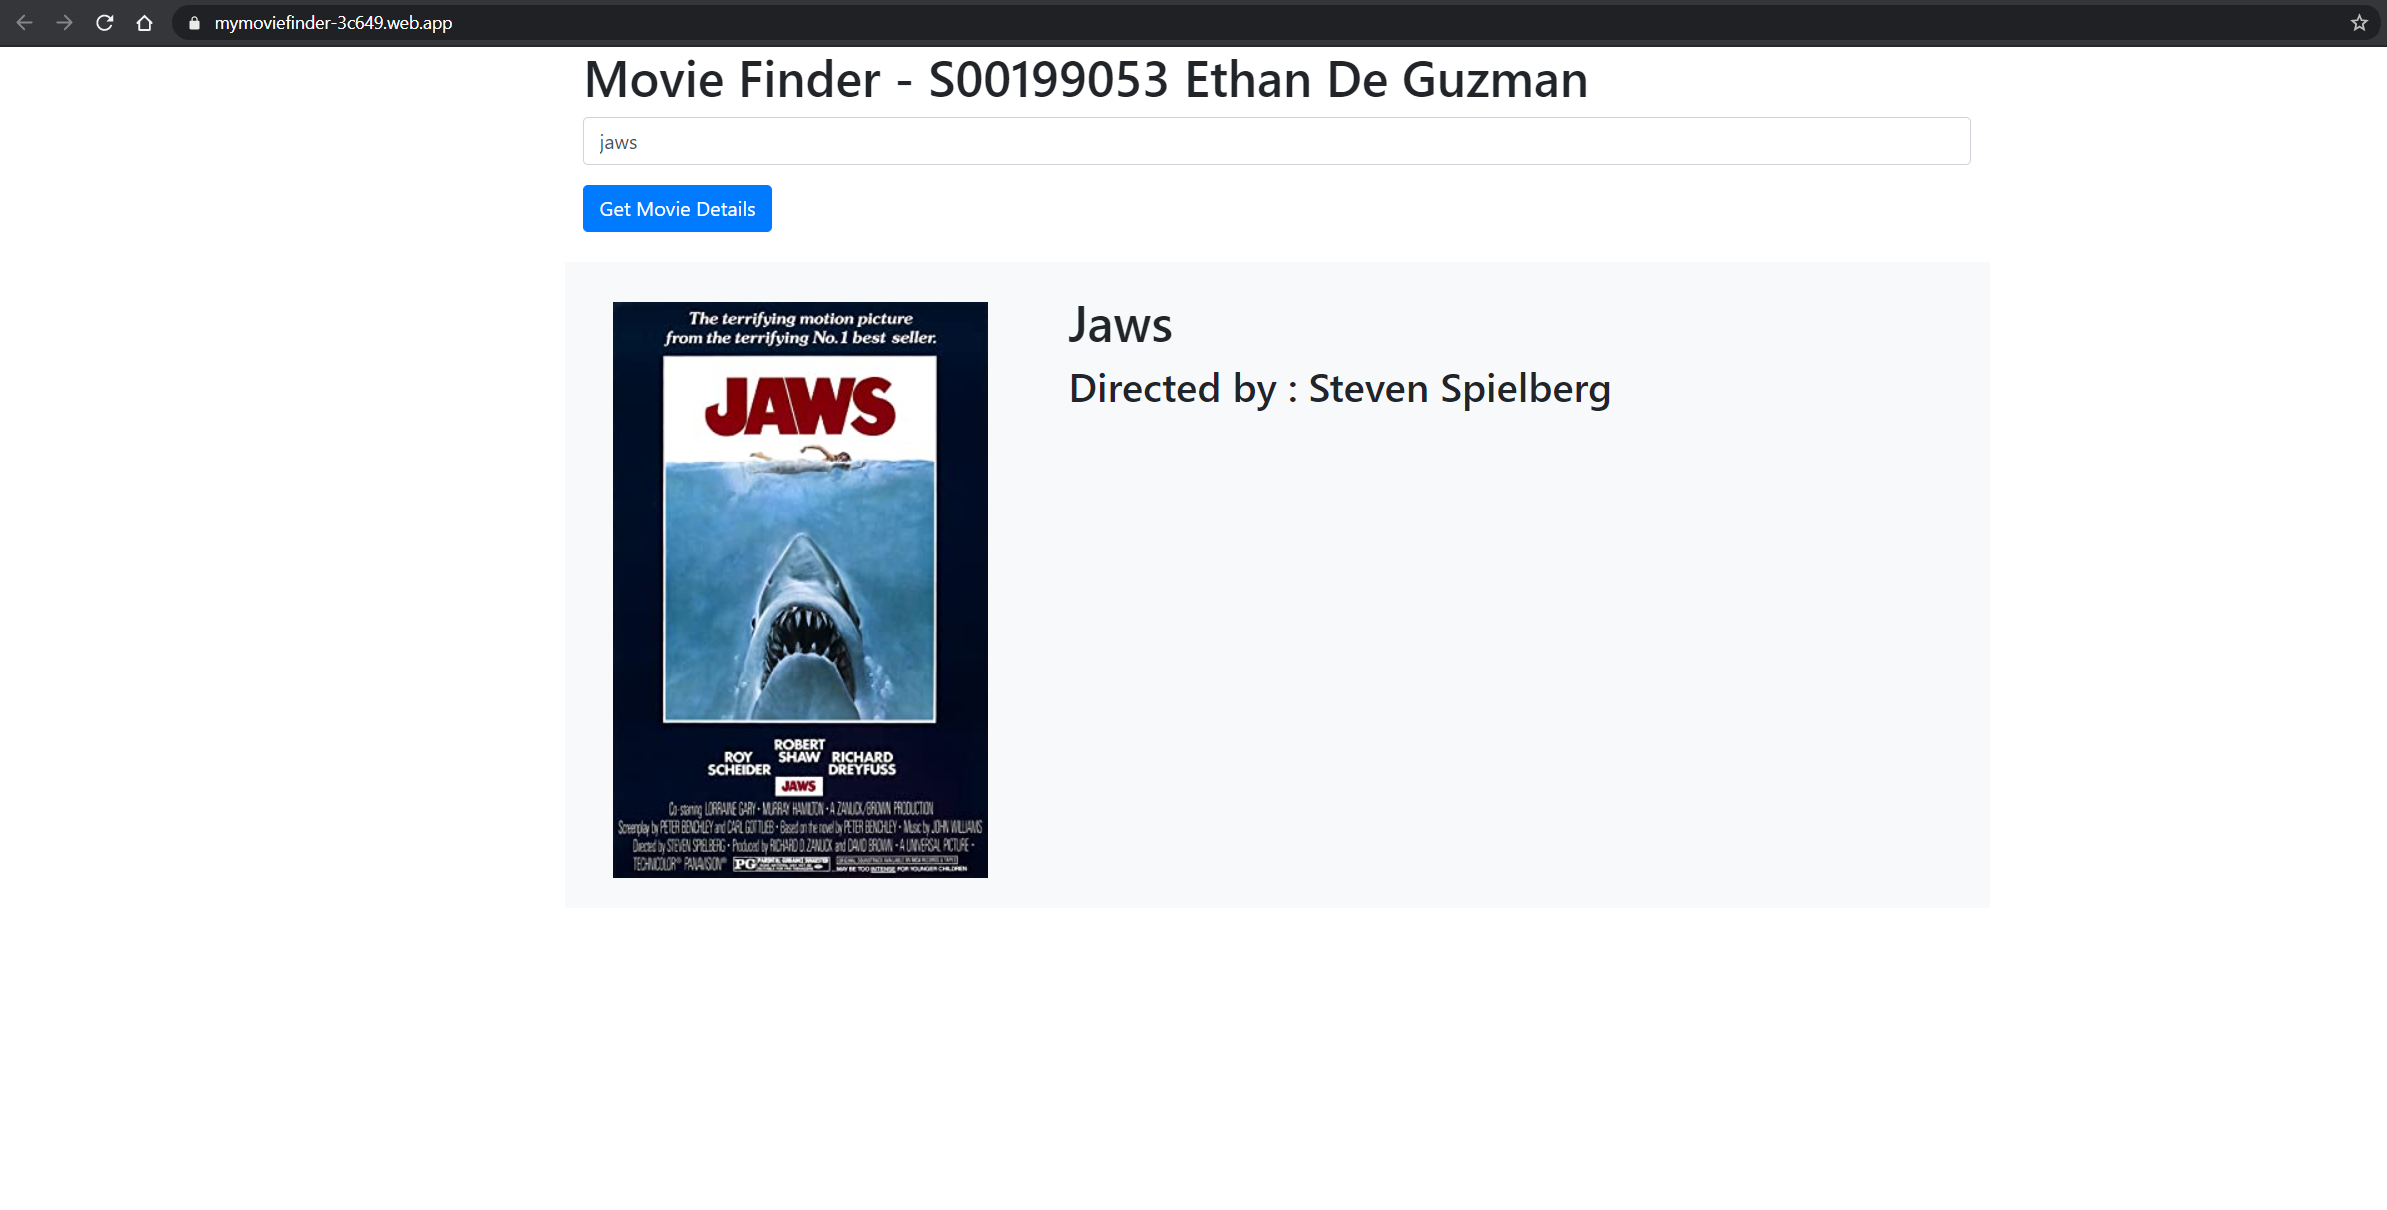 mymoviefinder-3c649.web.app
Movie Finder - S00199053 Ethan De Guzman
jaws
Get Movie Details
The terrifying motion picture
from the terrifying No.1 best seller.
JAWS
ROY SCHEIDER
ROBERT SHAW
RICHARD DREYFUSS
JAWS
Co-starring LORRAINE GARY • MURRAY HAMILTON • A ZANUCK/BROWN PRODUCTION
Screenplay by PETER BENCHLEY and CARL GOTTLIEB • Based on the novel by PETER BENCHLEY • Music by JOHN WILLIAMS
Directed by STEVEN SPIELBERG • Produced by RICHARD D. ZANUCK and DAVID BROWN • A UNIVERSAL PICTURE •
TECHNICOLOR® PANAVISION®
PG PARENTAL GUIDANCE SUGGESTED
MAY BE TOO INTENSE FOR YOUNGER CHILDREN
Jaws
Directed by : Steven Spielberg